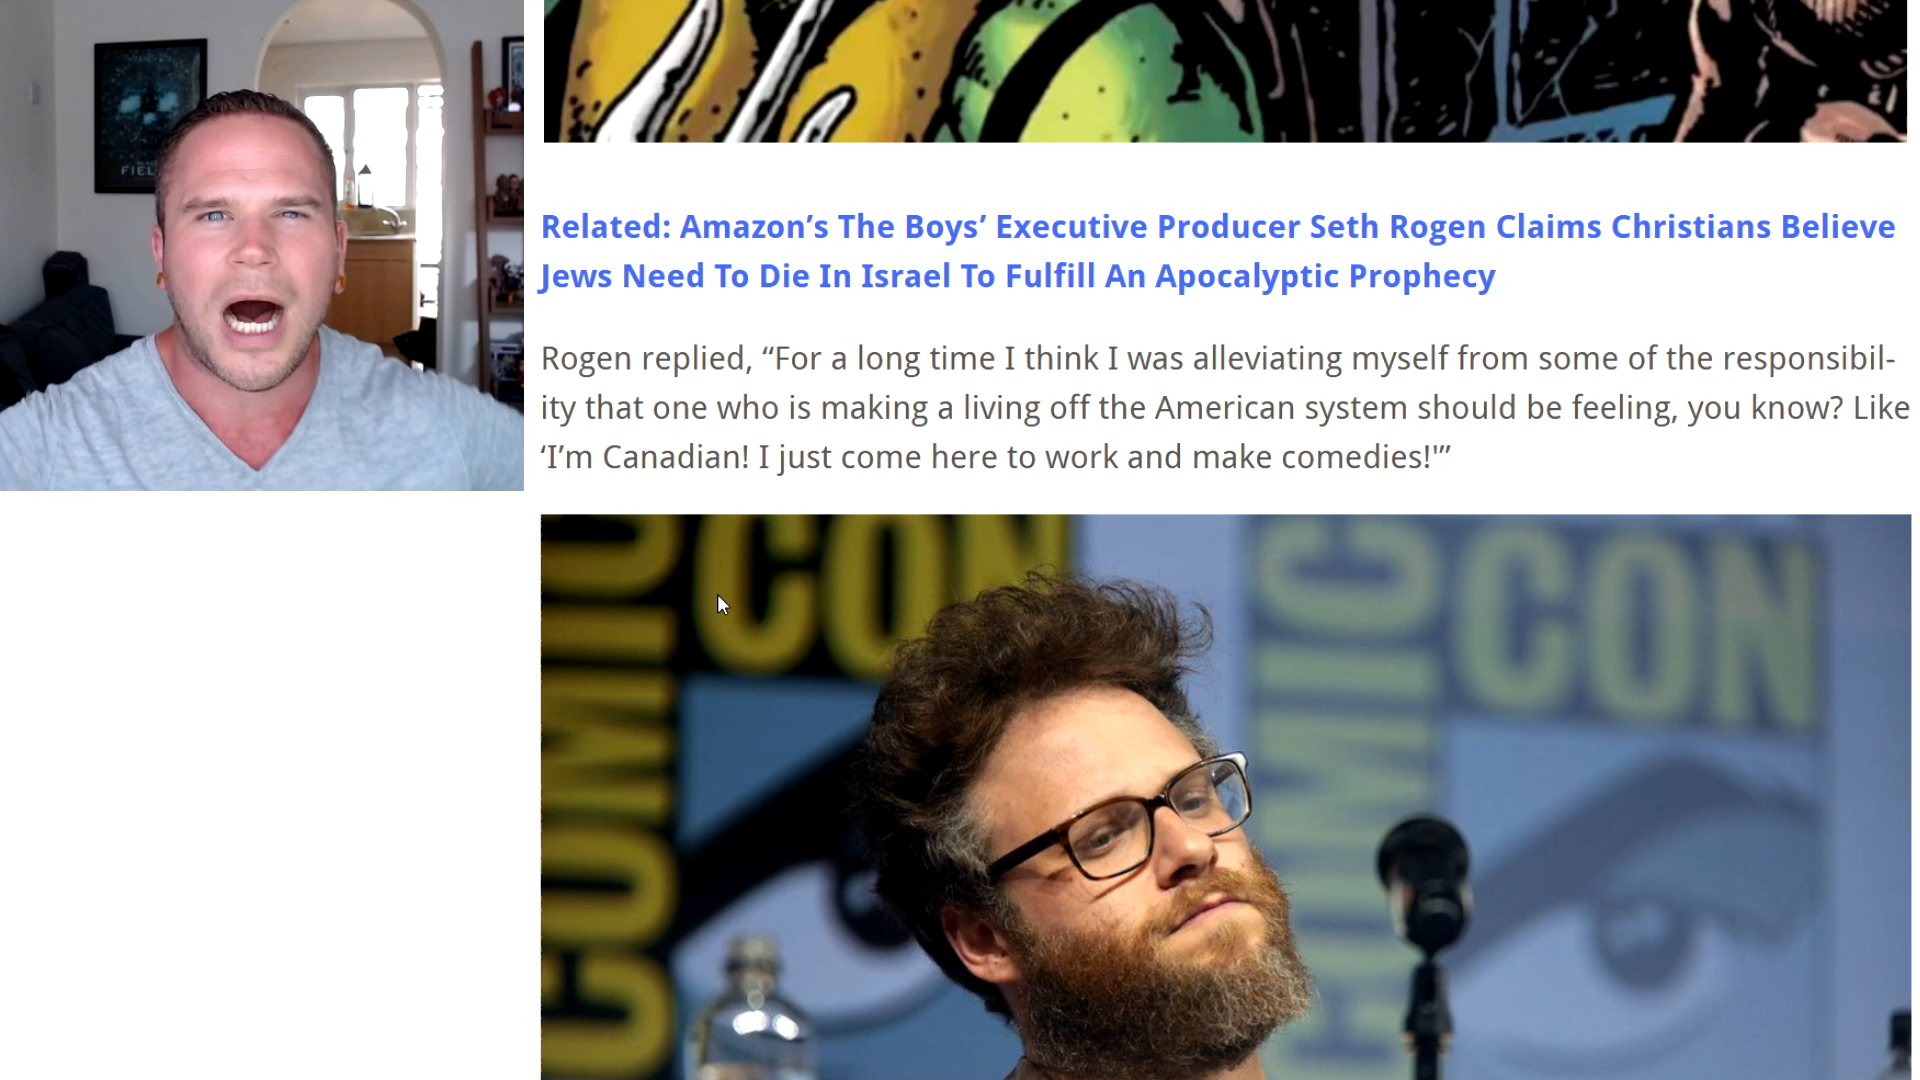 FIEL
Related: Amazon’s The Boys’ Executive Producer Seth Rogen Claims Christians Believe
Jews Need To Die In Israel To Fulfill An Apocalyptic Prophecy
Rogen replied, “For a long time I think I was alleviating myself from some of the responsibil-
ity that one who is making a living off the American system should be feeling, you know? Like
‘I’m Canadian! I just come here to work and make comedies!'”
COMIC
CON
COMIC
CON